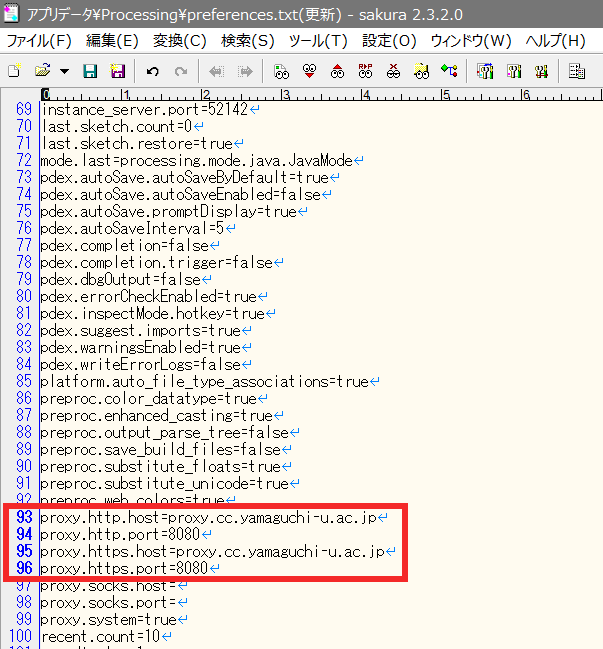 アプリデータ¥Processing¥preferences.txt(更新) - sakura 2.3.2.0
ファイル(F) 編集(E) 変換(C) 検索(S) ツール(T) 設定(O) ウィンドウ(W) ヘルプ(H)
0 1 2 3 4 5 6
69 instance_server.port=52142↵
70 last.sketch.count=0↵
71 last.sketch.restore=true↵
72 mode.last=processing.mode.java.JavaMode↵
73 pdex.autoSave.autoSaveByDefault=true↵
74 pdex.autoSave.autoSaveEnabled=false↵
75 pdex.autoSave.promptDisplay=true↵
76 pdex.autoSaveInterval=5↵
77 pdex.completion=false↵
78 pdex.completion.trigger=false↵
79 pdex.dbgOutput=false↵
80 pdex.errorCheckEnabled=true↵
81 pdex.inspectMode.hotkey=true↵
82 pdex.suggest.imports=true↵
83 pdex.warningsEnabled=true↵
84 pdex.writeErrorLogs=false↵
85 platform.auto_file_type_associations=true↵
86 preproc.color_datatype=true↵
87 preproc.enhanced_casting=true↵
88 preproc.output_parse_tree=false↵
89 preproc.save_build_files=false↵
90 preproc.substitute_floats=true↵
91 preproc.substitute_unicode=true↵
92 preproc.web_colors=true↵
93 proxy.http.host=proxy.cc.yamaguchi-u.ac.jp↵
94 proxy.http.port=8080↵
95 proxy.https.host=proxy.cc.yamaguchi-u.ac.jp↵
96 proxy.https.port=8080↵
97 proxy.socks.host=↵
98 proxy.socks.port=↵
99 proxy.system=true↵
100 recent.count=10↵